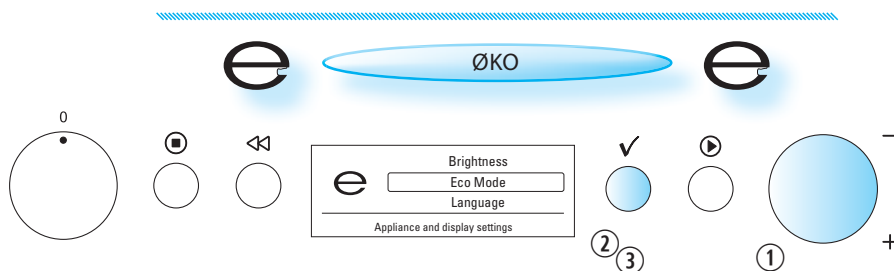 ØKO
0
Brightness
Eco Mode
Language
Appliance and display settings
−
+
② ③ ①